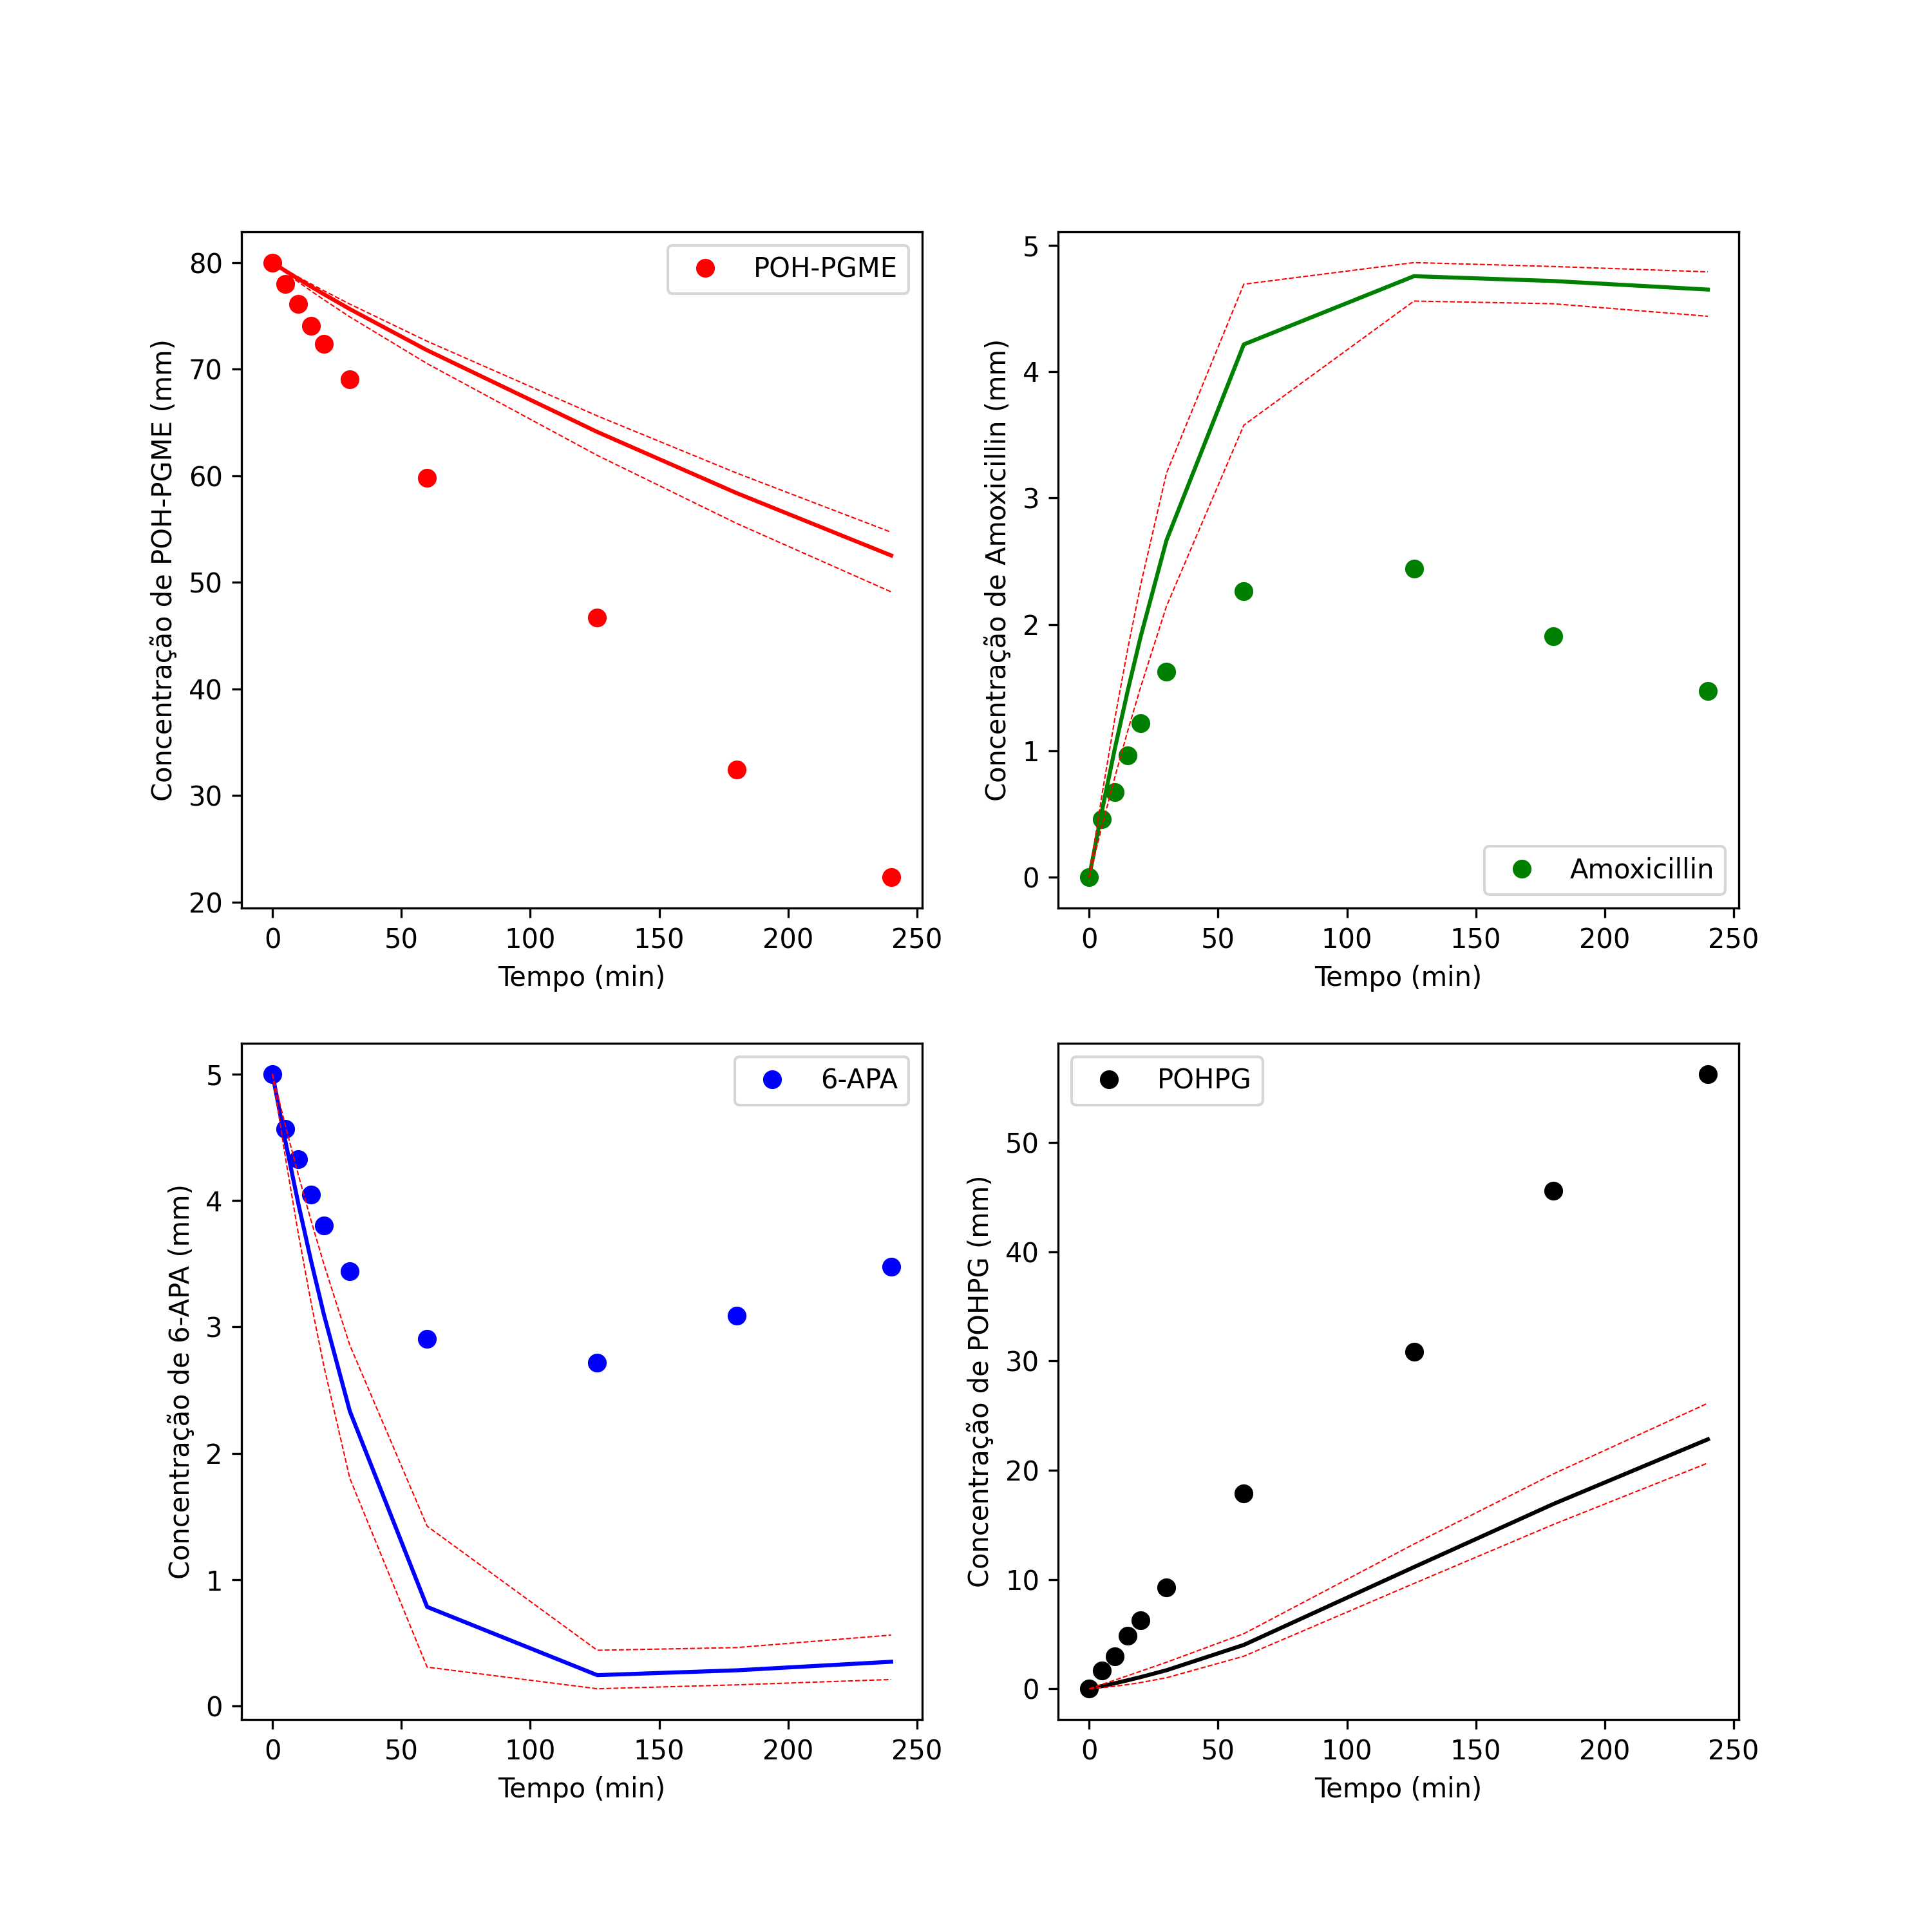 POH-PGME
80
70
60
50
40
30
20
Concentração de POH-PGME (mm)
0 50 100 150 200 250
Tempo (min)
Amoxicillin
5
4
3
2
1
0
Concentração de Amoxicillin (mm)
0 50 100 150 200 250
Tempo (min)
6-APA
5
4
3
2
1
0
Concentração de 6-APA (mm)
0 50 100 150 200 250
Tempo (min)
POHPG
50
40
30
20
10
0
Concentração de POHPG (mm)
0 50 100 150 200 250
Tempo (min)